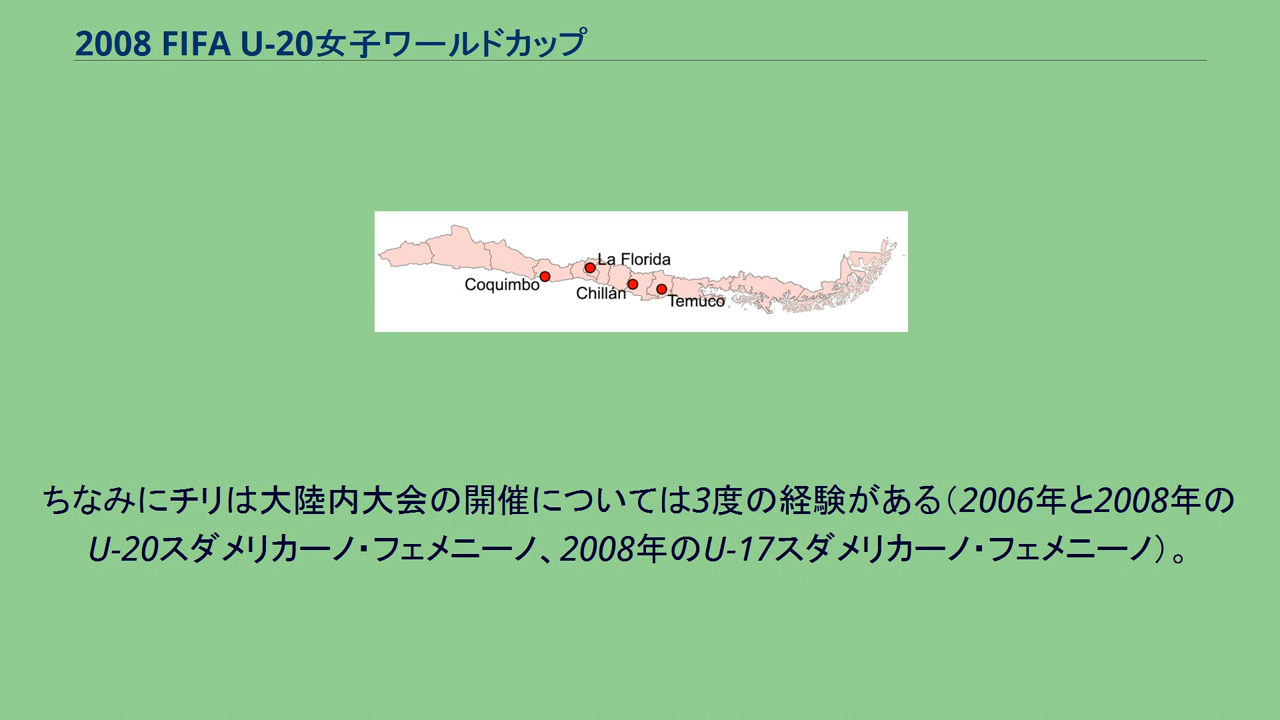 2008 FIFA U-20女子ワールドカップ
La Florida
Coquimbo
Chillán
Temuco
ちなみにチリは大陸内大会の開催については3度の経験がある（2006年と2008年の
U-20スダメリカーノ・フェメニーノ、2008年のU-17スダメリカーノ・フェメニーノ）。